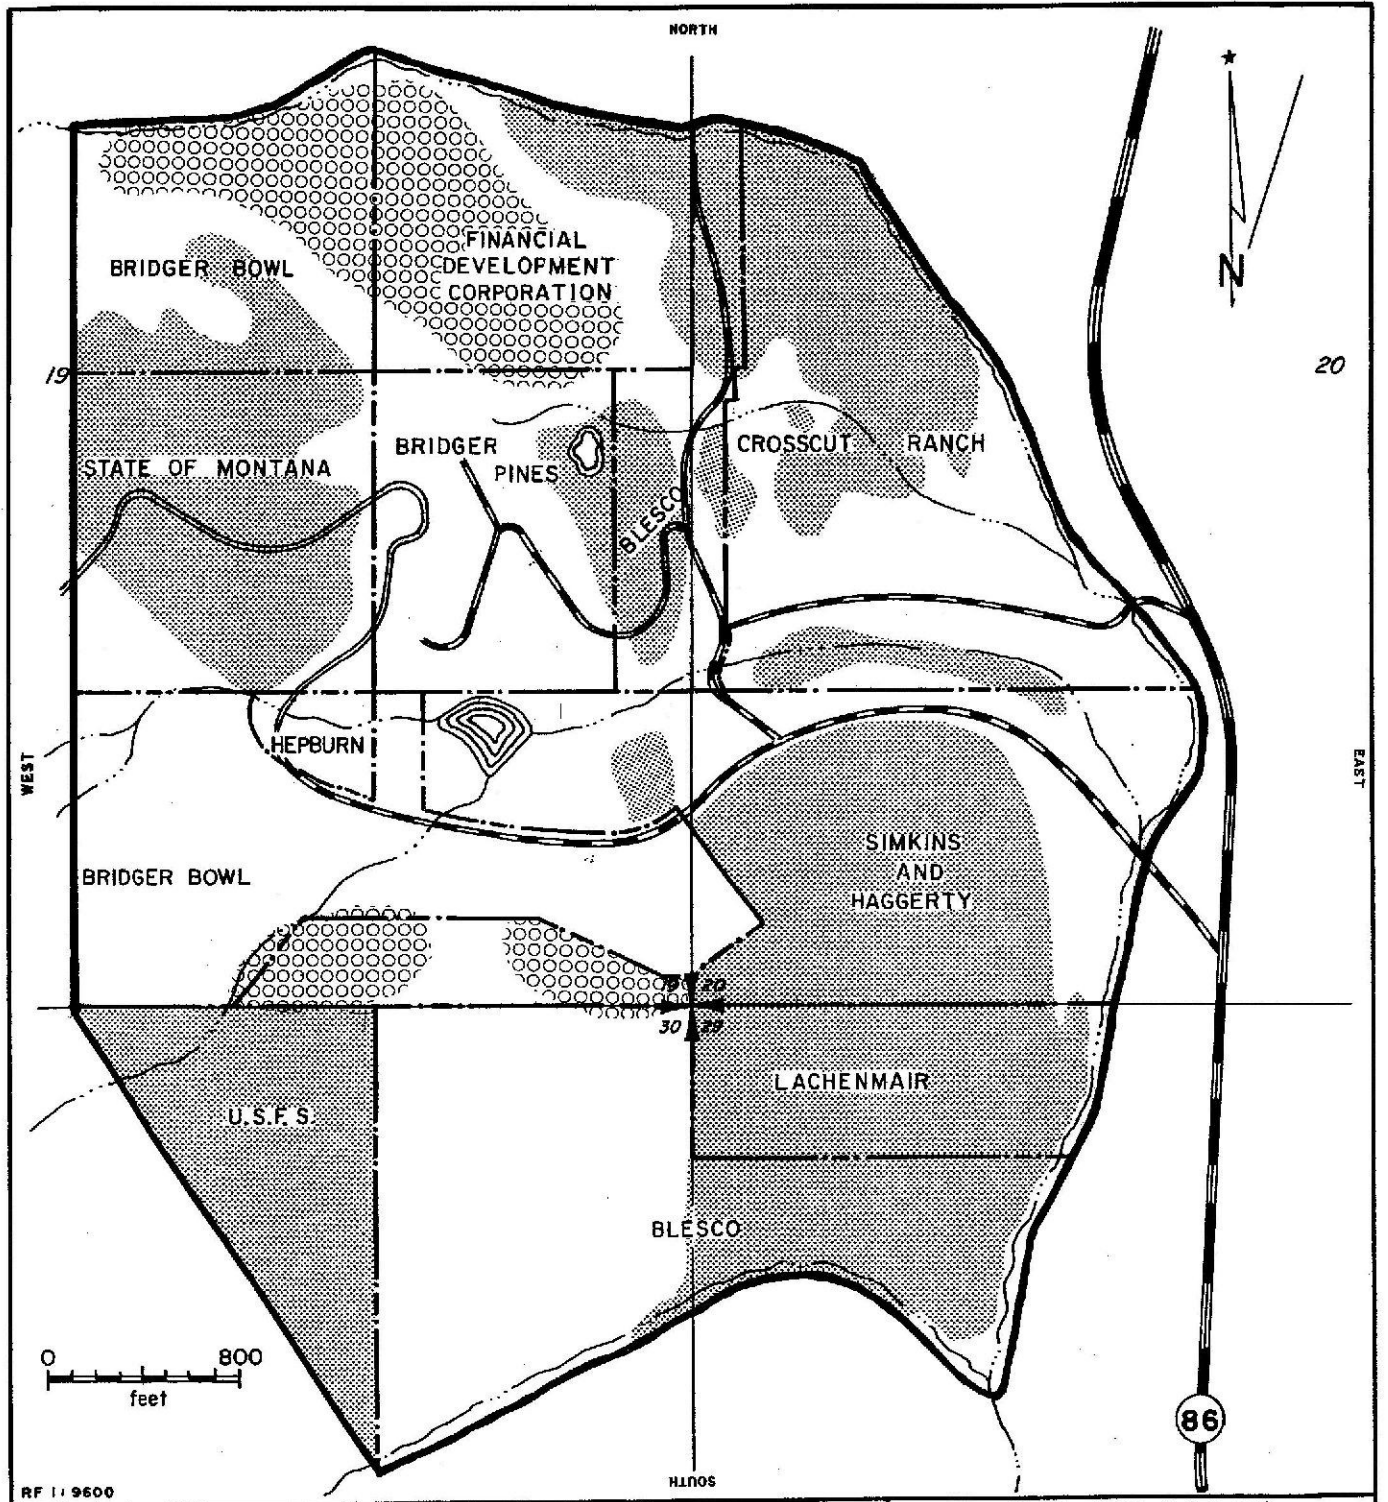 NORTH
N
BRIDGER BOWL
FINANCIAL
DEVELOPMENT
CORPORATION
19
20
BRIDGER
PINES
CROSSCUT RANCH
STATE OF MONTANA
BLESCO
HEPBURN
WEST
EAST
SIMKINS
AND
HAGGERTY
BRIDGER BOWL
19 20
30 29
LACHENMAIR
U.S.F.S.
BLESCO
0 800
feet
86
SOUTH
RF 1:9600